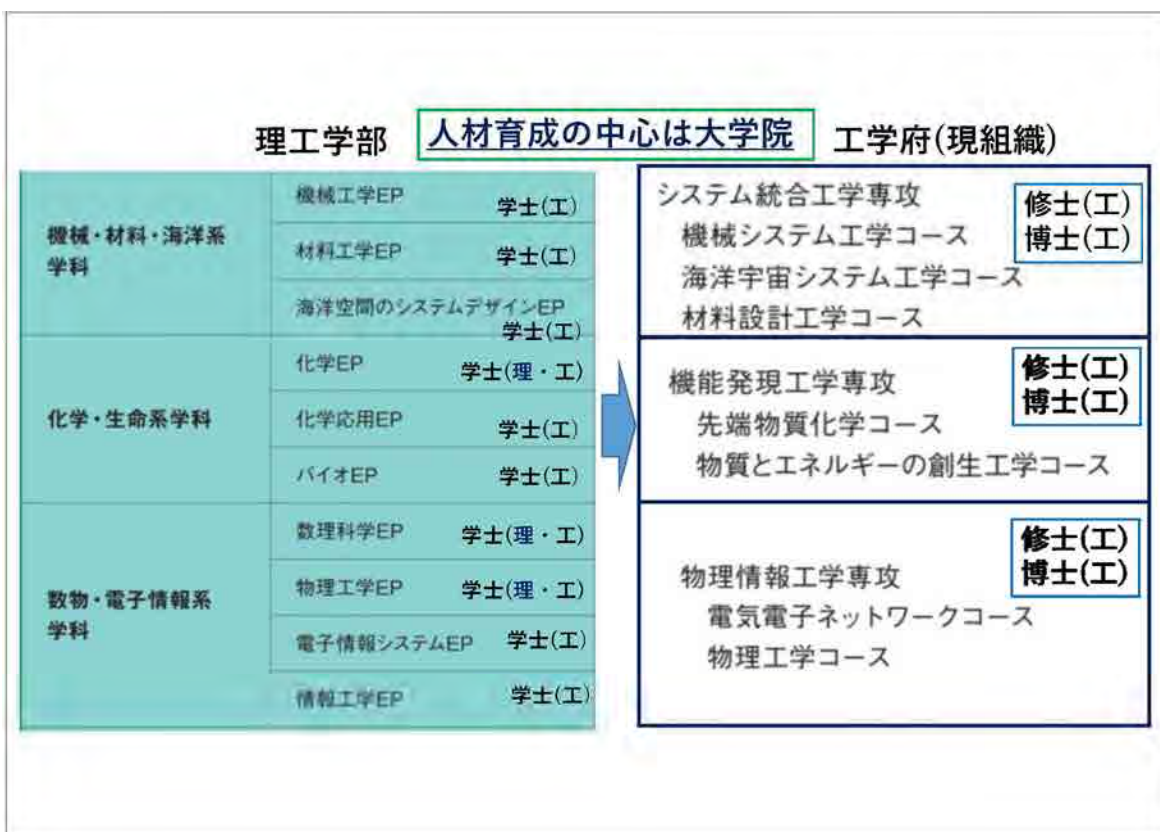 理工学部 人材育成の中心は大学院 工学府(現組織)
機械・材料・海洋系
学科
機械工学EP 学士(工)
材料工学EP 学士(工)
海洋空間のシステムデザインEP
学士(工)
化学・生命系学科
化学EP 学士(理・工)
化学応用EP 学士(工)
バイオEP 学士(工)
数物・電子情報系
学科
数理科学EP 学士(理・工)
物理工学EP 学士(理・工)
電子情報システムEP 学士(工)
情報工学EP 学士(工)
システム統合工学専攻
機械システム工学コース
海洋宇宙システム工学コース
材料設計工学コース
修士(工)
博士(工)
機能発現工学専攻
先端物質化学コース
物質とエネルギーの創生工学コース
修士(工)
博士(工)
物理情報工学専攻
電気電子ネットワークコース
物理工学コース
修士(工)
博士(工)